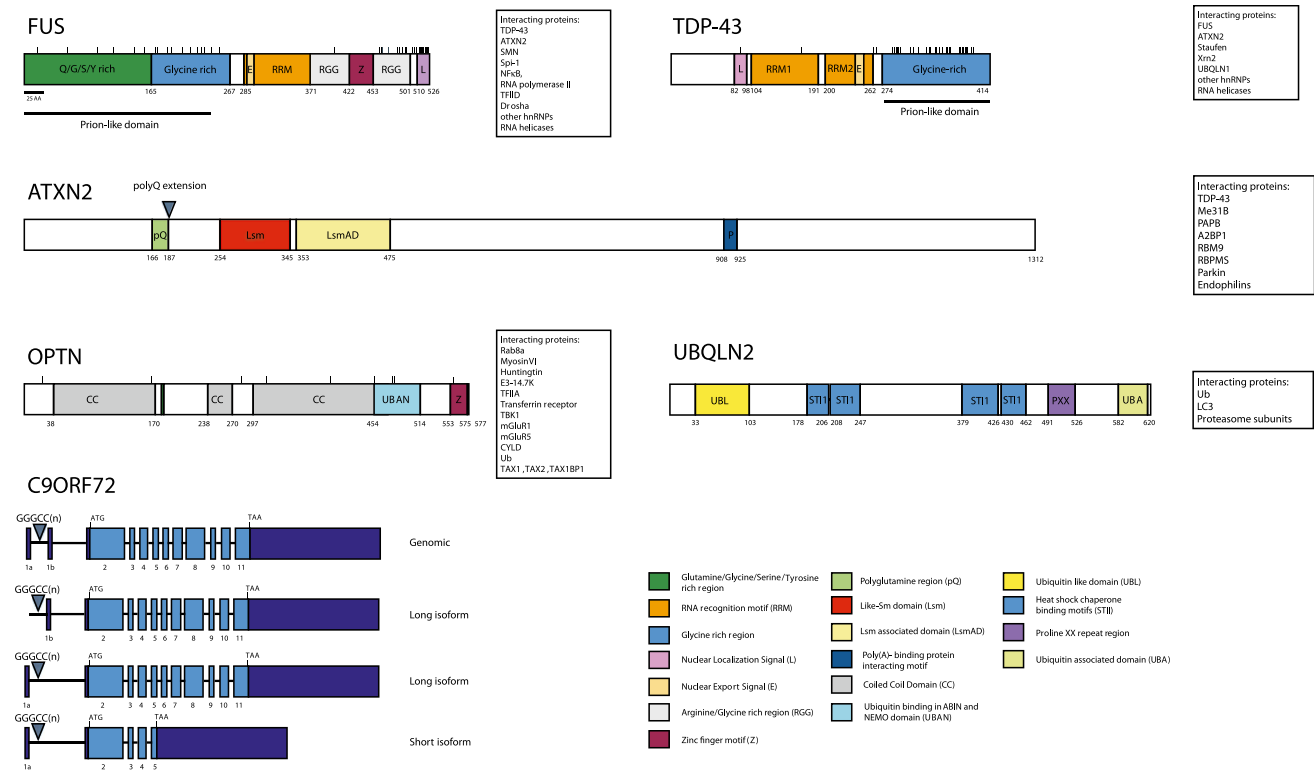 FUS
Q/G/S/Y rich Glycine rich E RRM RGG Z RGG L
165 267 285 371 422 453 501 510 526
25 AA
Prion-like domain
Interacting proteins:
TDP-43
ATXN2
SMN
Spi-1
NFκB,
RNA polymerase II
TFIID
Drosha
other hnRNPs
RNA helicases
TDP-43
L RRM1 RRM2 E Glycine-rich
82 98 104 191 200 262 274 414
Prion-like domain
Interacting proteins:
FUS
ATXN2
Staufen
Xrn2
UBQLN1
other hnRNPs
RNA helicases
ATXN2
polyQ extension
pQ Lsm LsmAD P
166 187 254 345 353 475 908 925 1312
Interacting proteins:
TDP-43
Me31B
PAPB
A2BP1
RBM9
RBPMS
Parkin
Endophilins
OPTN
CC CC CC UBAN Z
38 170 238 270 297 454 514 553 575 577
Interacting proteins:
Rab8a
MyosinVI
Huntingtin
E3-14.7K
TFIIA
Transferrin receptor
TBK1
mGluR1
mGluR5
CYLD
Ub
TAX1 ,TAX2 ,TAX1BP1
UBQLN2
UBL STI1 STI1 STI1 STI1 PXX UBA
33 103 178 206 208 247 379 426 430 462 491 526 582 620
Interacting proteins:
Ub
LC3
Proteasome subunits
C9ORF72
GGGCC(n) ATG TAA
Genomic
1a 1b 2 3 4 5 6 7 8 9 10 11
GGGCC(n) ATG TAA
Long isoform
1b 2 3 4 5 6 7 8 9 10 11
GGGCC(n) ATG TAA
Long isoform
1a 2 3 4 5 6 7 8 9 10 11
GGGCC(n) ATG TAA
Short isoform
1a 2 3 4 5
Glutamine/Glycine/Serine/Tyrosine
rich region
RNA recognition motif (RRM)
Glycine rich region
Nuclear Localization Signal (L)
Nuclear Export Signal (E)
Arginine/Glycine rich region (RGG)
Zinc finger motif (Z)
Polyglutamine region (pQ)
Like-Sm domain (Lsm)
Lsm associated domain (LsmAD)
Poly(A)- binding protein
interacting motif
Coiled Coil Domain (CC)
Ubiquitin binding in ABIN and
NEMO domain (UBAN)
Ubiquitin like domain (UBL)
Heat shock chaperone
binding motifs (STI)
Proline XX repeat region
Ubiquitin associated domain (UBA)